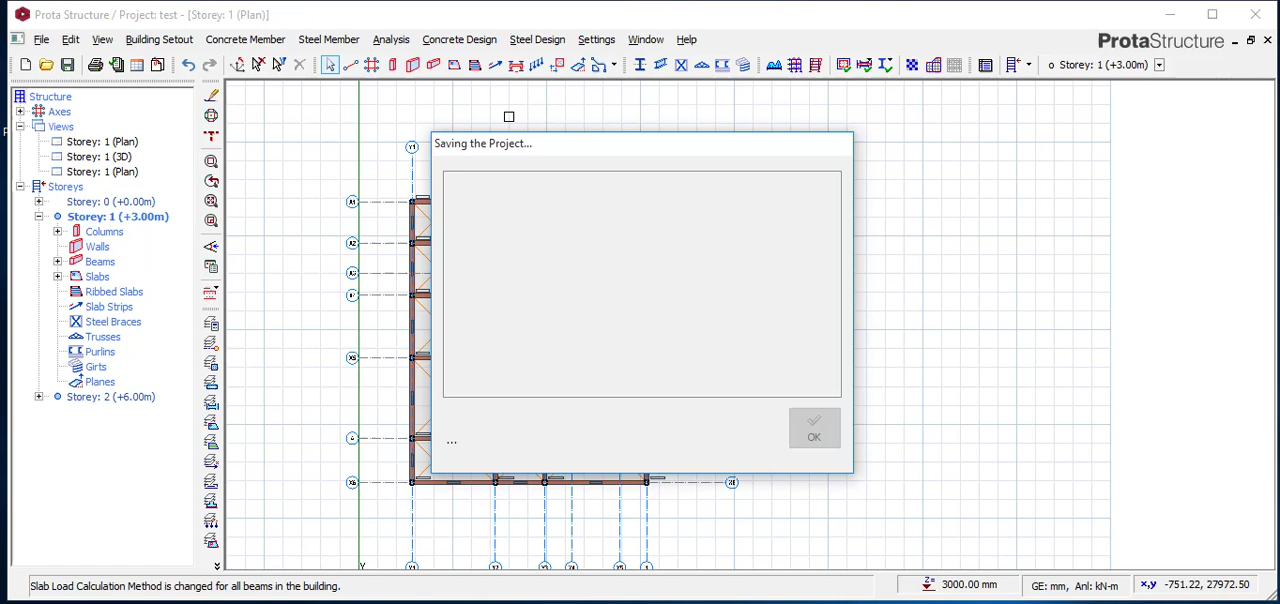 Prota Structure / Project: test - [Storey: 1 (Plan)]
File Edit View Building Setout Concrete Member Steel Member Analysis Concrete Design Steel Design Settings Window Help
ProtaStructure
Storey: 1 (+3.00m)
Structure
Axes
Views
Storey: 1 (Plan)
Storey: 1 (3D)
Storey: 1 (Plan)
Storeys
Storey: 0 (+0.00m)
Storey: 1 (+3.00m)
Columns
Walls
Beams
Slabs
Ribbed Slabs
Slab Strips
Steel Braces
Trusses
Purlins
Girts
Planes
Storey: 2 (+6.00m)
Saving the Project...
...
OK
Y1
A1
A2
X5
X6
Y
Slab Load Calculation Method is changed for all beams in the building.
Z= 3000.00 mm
GE: mm, Anl: kN-m
x,y -751.22, 27972.50